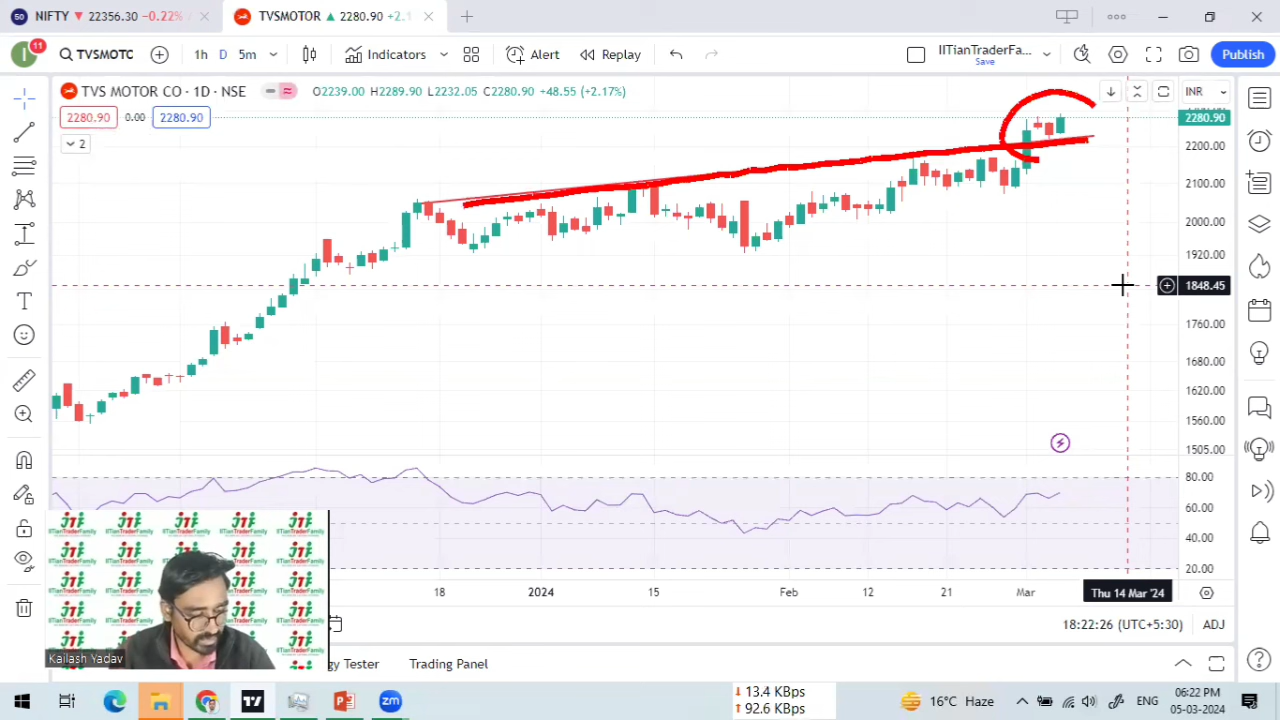 50 NIFTY ▼ 22356.30 −0.22%
TVSMOTOR ▲ 2280.90 +2.1
I 11 TVSMOTC 1h D 5m Indicators Alert Replay IITianTraderFa... Save Publish
TVS MOTOR CO · 1D · NSE O2239.00 H2289.90 L2232.05 C2280.90 +48.55 (+2.17%) INR
2280.90 0.00 2280.90
2
2280.90
2200.00
2100.00
2000.00
1920.00
1848.45
1760.00
1680.00
1620.00
1560.00
1505.00
80.00
60.00
40.00
20.00
IITianTraderFamily
Kailash Yadav
18 2024 15 Feb 12 21 Mar Thu 14 Mar '24
18:22:26 (UTC+5:30) ADJ
gy Tester Trading Panel
13.4 KBps
92.6 KBps
16°C Haze ENG 06:22 PM
05-03-2024